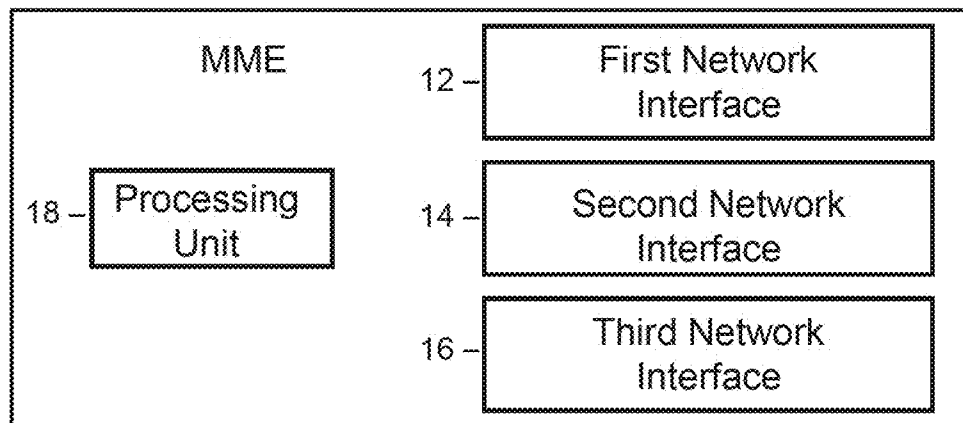 MME
12
First Network
Interface
18
Processing
Unit
14
Second Network
Interface
16
Third Network
Interface